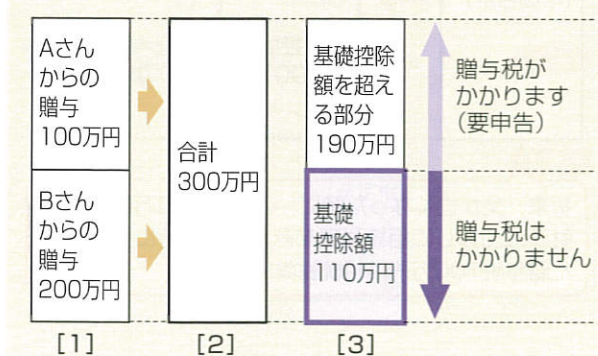 Aさん
からの
贈与
100万円
Bさん
からの
贈与
200万円
合計
300万円
基礎控除
額を超え
る部分
190万円
基礎
控除額
110万円
贈与税が
かかります
(要申告)
贈与税は
かかりません
[1]
[2]
[3]